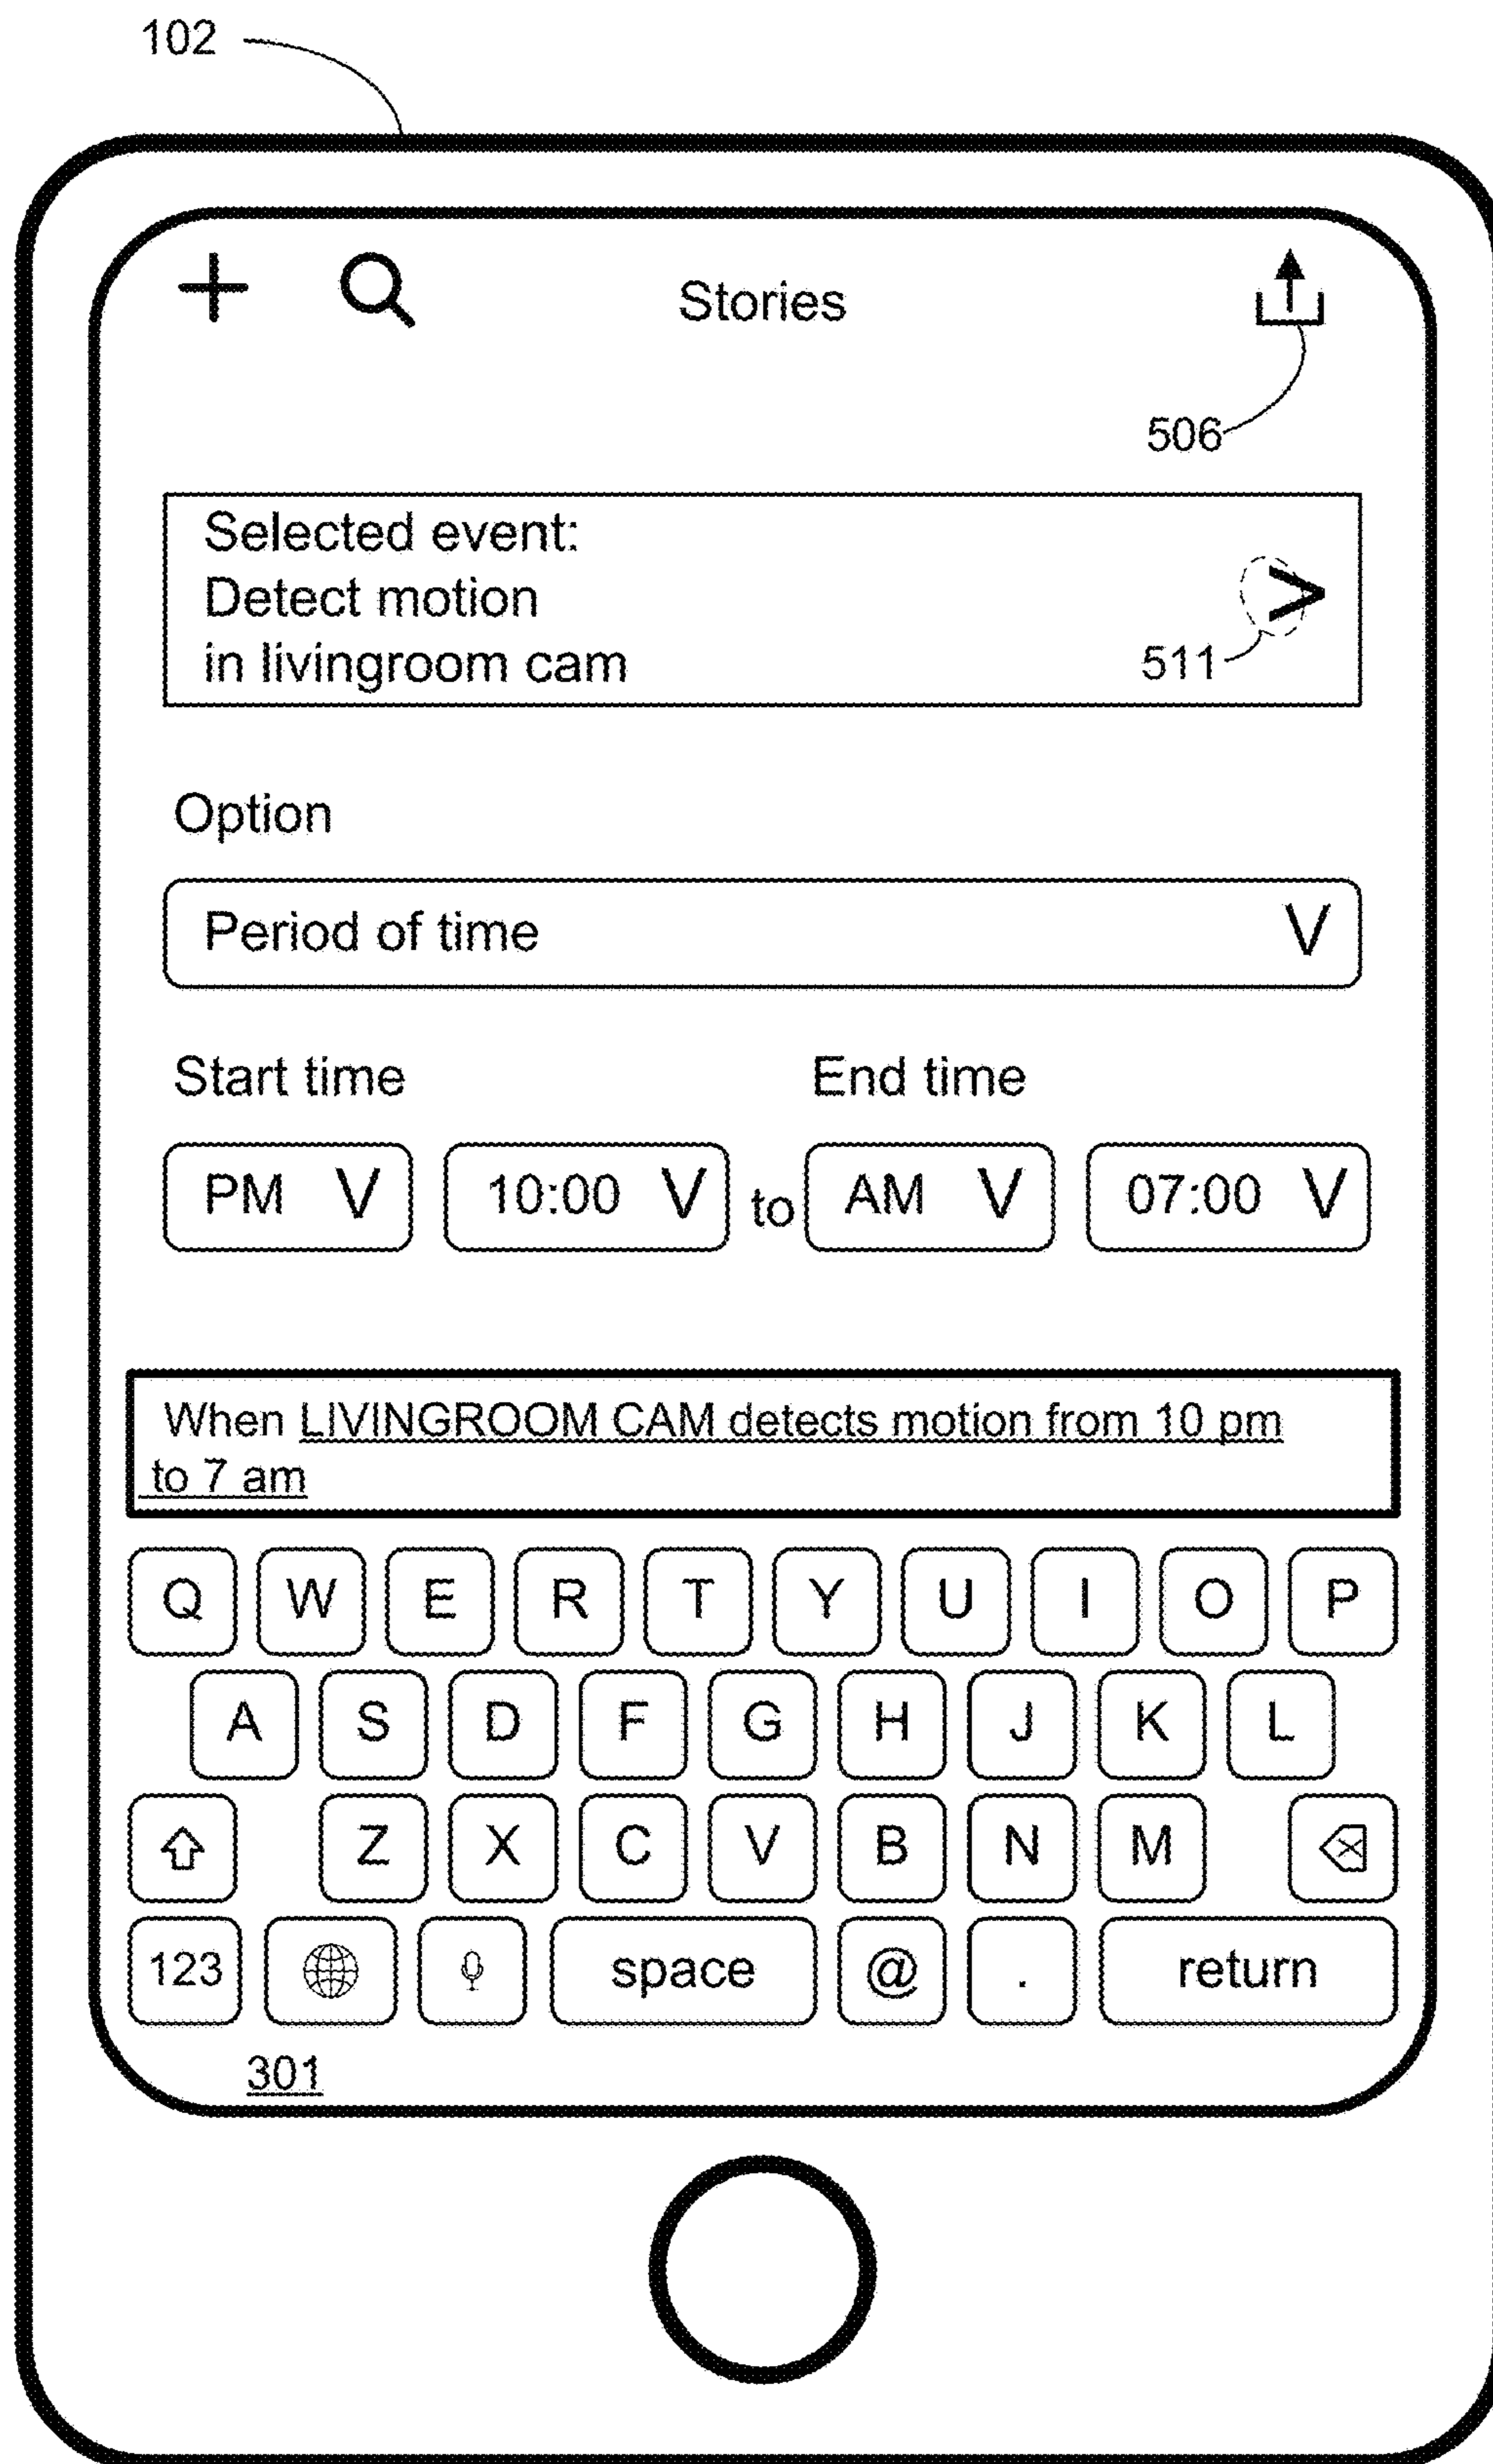 102
Stories
506
Selected event:
Detect motion
in livingroom cam
>
511
Option
Period of time V
Start time End time
PM V 10:00 V to AM V 07:00 V
When LIVINGROOM CAM detects motion from 10 pm
to 7 am
Q W E R T Y U I O P
A S D F G H J K L
Z X C V B N M
123 space @ . return
301